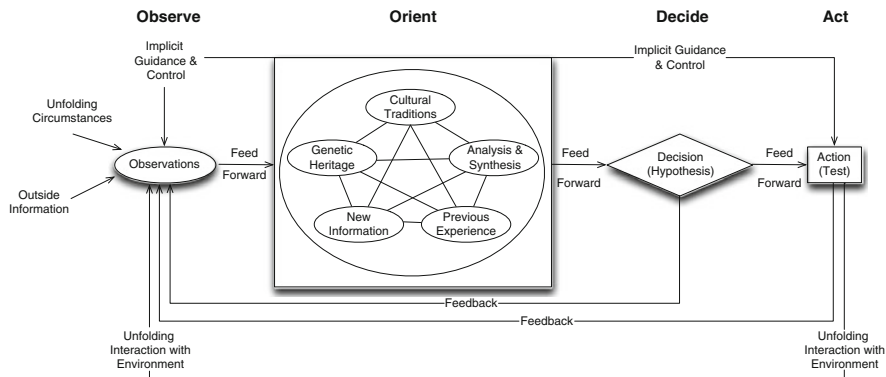 Observe
Orient
Decide
Act
Implicit
Guidance &
Control
Implicit Guidance
& Control
Unfolding
Circumstances
Outside
Information
Observations
Feed
Forward
Cultural
Traditions
Genetic
Heritage
Analysis &
Synthesis
New
Information
Previous
Experience
Feed
Forward
Decision
(Hypothesis)
Feed
Forward
Action
(Test)
Feedback
Feedback
Unfolding
Interaction with
Environment
Unfolding
Interaction with
Environment